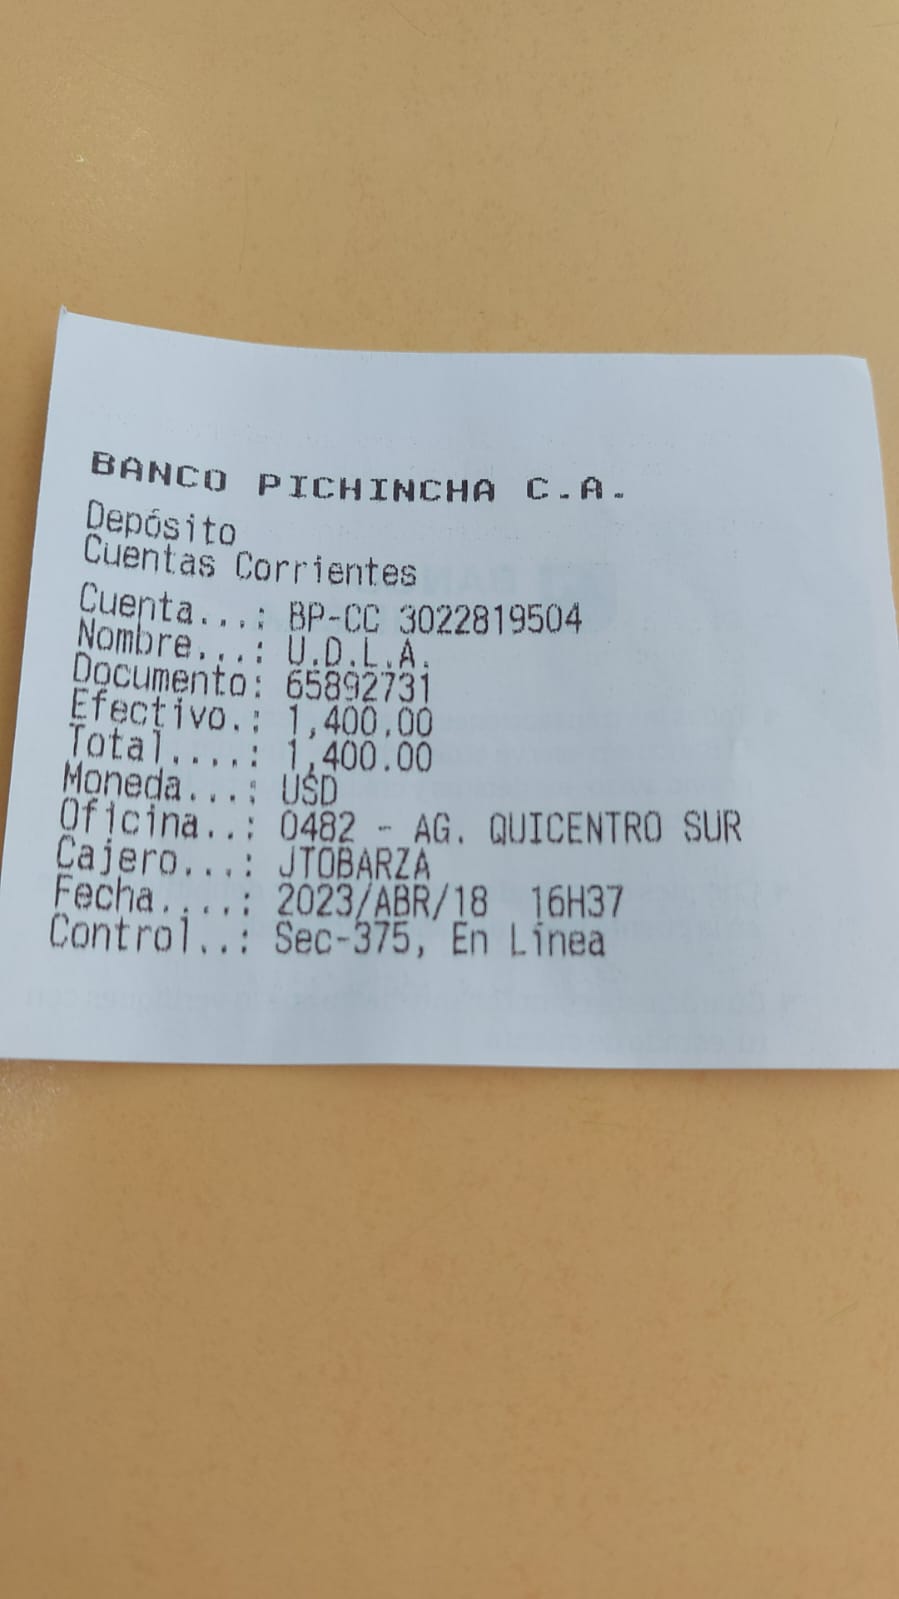 BANCO PICHINCHA C.A.
Depósito
Cuentas Corrientes
Cuenta...: BP-CC 3022819504
Nombre...: U.D.L.A.
Documento: 65892731
Efectivo.: 1,400.00
Total....: 1,400.00
Moneda...: USD
Oficina..: 0482 - AG. QUICENTRO SUR
Cajero...: JTOBARZA
Fecha....: 2023/ABR/18  16H37
Control..: Sec-375, En Línea